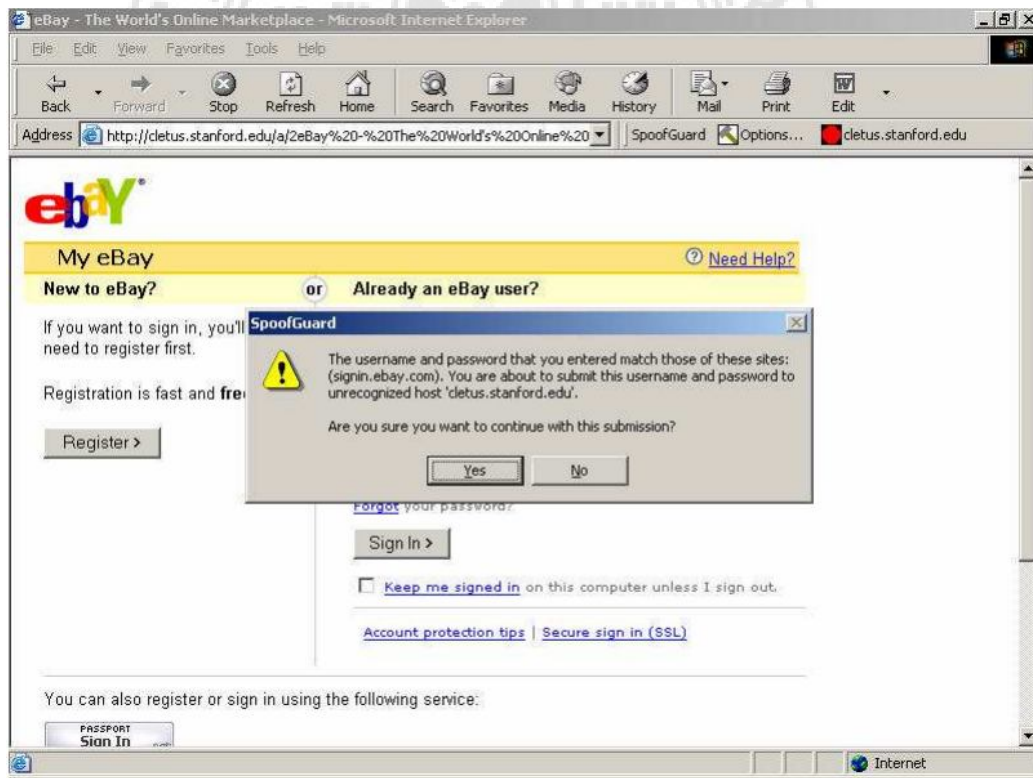 eBay - The World's Online Marketplace - Microsoft Internet Explorer
File Edit View Favorites Tools Help
Back Forward Stop Refresh Home Search Favorites Media History Mail Print Edit
Address http://cletus.stanford.edu/a/2eBay%20-%20The%20World's%20Online%20 SpoofGuard Options... cletus.stanford.edu
ebaY
My eBay
Need Help?
New to eBay? or Already an eBay user?
If you want to sign in, you'll
need to register first.
Registration is fast and
Register >
SpoofGuard
The username and password that you entered match those of these sites:
(signin.ebay.com). You are about to submit this username and password to
unrecognized host 'cletus.stanford.edu'.
Are you sure you want to continue with this submission?
Yes No
Forgot your password?
Sign In >
Keep me signed in on this computer unless I sign out.
Account protection tips | Secure sign in (SSL)
You can also register or sign in using the following service:
PASSPORT
Sign In
Internet